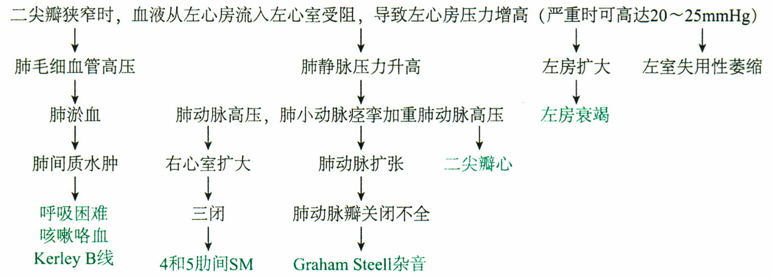 二尖瓣狭窄时，血液从左心房流入左心室受阻，导致左心房压力增高（严重时可高达20～25mmHg）
肺毛细血管高压 肺静脉压力升高 左房扩大 左室失用性萎缩
肺淤血 肺动脉高压，肺小动脉痉挛加重肺动脉高压 左房衰竭
肺间质水肿 右心室扩大 肺动脉扩张 二尖瓣心
呼吸困难 三闭 肺动脉瓣关闭不全
咳嗽咯血
Kerley B线 4和5肋间SM Graham Steell杂音